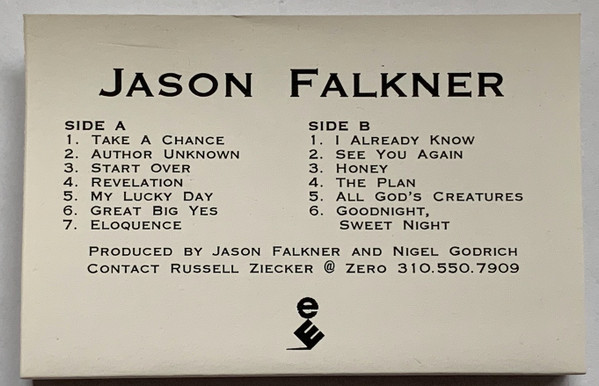 JASON FALKNER
SIDE A
1. TAKE A CHANCE
2. AUTHOR UNKNOWN
3. START OVER
4. REVELATION
5. MY LUCKY DAY
6. GREAT BIG YES
7. ELOQUENCE
SIDE B
1. I ALREADY KNOW
2. SEE YOU AGAIN
3. HONEY
4. THE PLAN
5. ALL GOD'S CREATURES
6. GOODNIGHT,
SWEET NIGHT
PRODUCED BY JASON FALKNER AND NIGEL GODRICH
CONTACT RUSSELL ZIECKER @ ZERO 310.550.7909
e
E